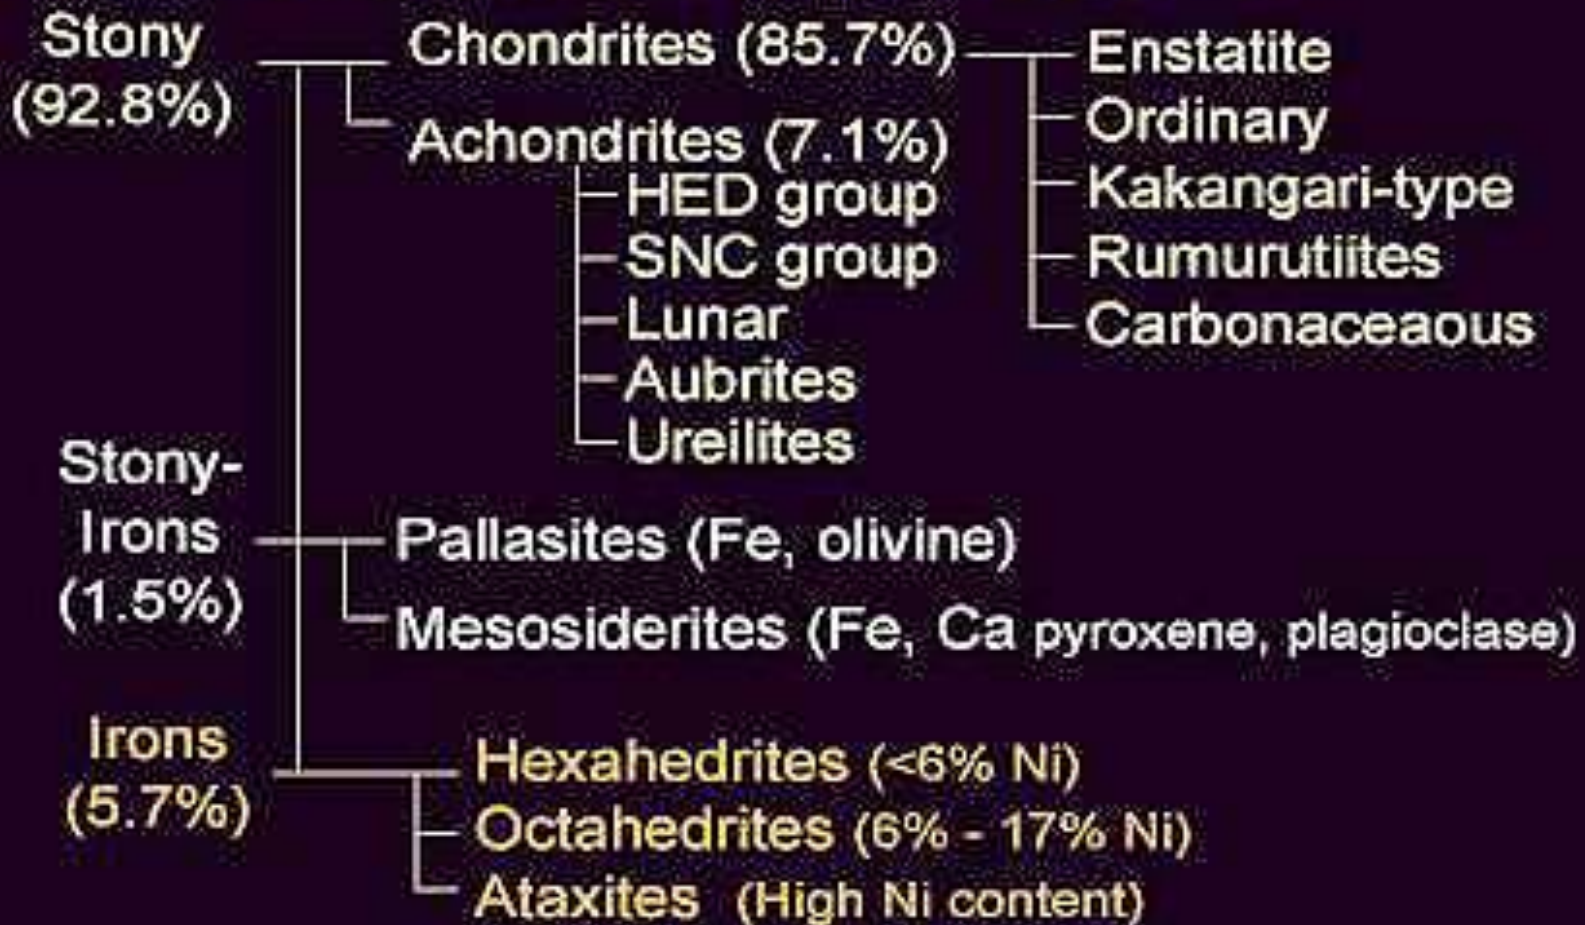 Stony
(92.8%)
Chondrites (85.7%)
Enstatite
Ordinary
Kakangari-type
Rumurutiites
Carbonaceaous
Achondrites (7.1%)
HED group
SNC group
Lunar
Aubrites
Ureilites
Stony-
Irons
(1.5%)
Pallasites (Fe, olivine)
Mesosiderites (Fe, Ca pyroxene, plagioclase)
Irons
(5.7%)
Hexahedrites (<6% Ni)
Octahedrites (6% - 17% Ni)
Ataxites (High Ni content)